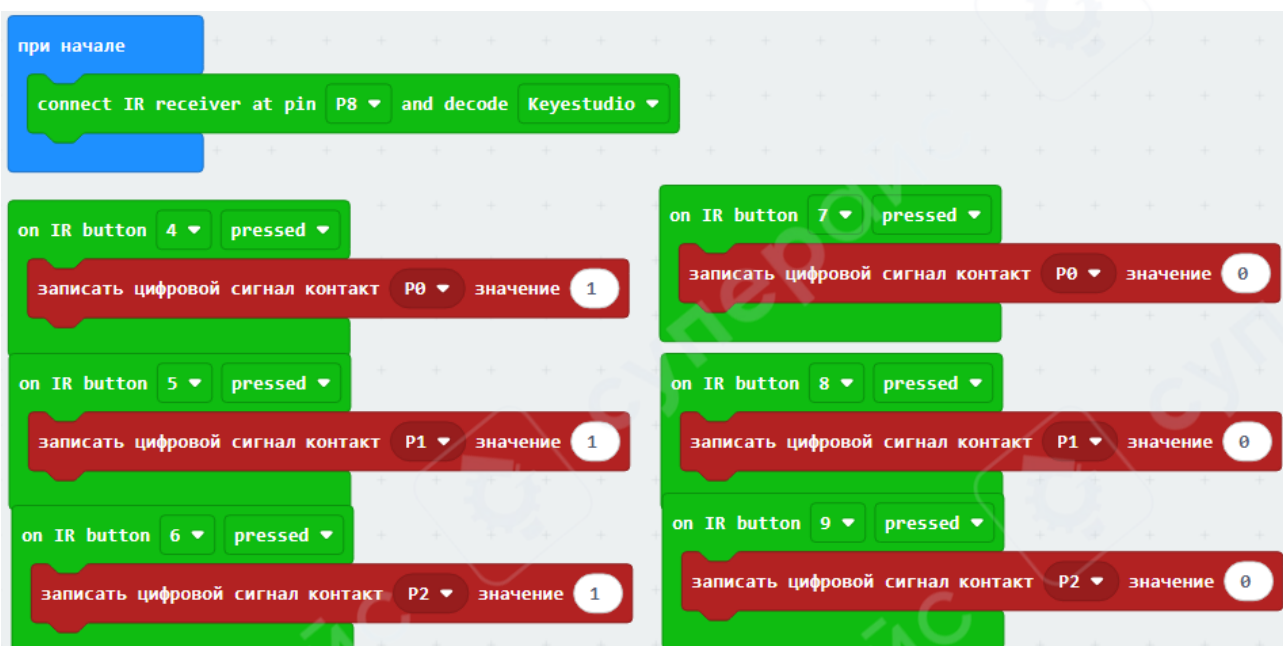 при начале
connect IR receiver at pin P8 and decode Keyestudio
on IR button 4 pressed
записать цифровой сигнал контакт P0 значение 1
on IR button 5 pressed
записать цифровой сигнал контакт P1 значение 1
on IR button 6 pressed
записать цифровой сигнал контакт P2 значение 1
on IR button 7 pressed
записать цифровой сигнал контакт P0 значение 0
on IR button 8 pressed
записать цифровой сигнал контакт P1 значение 0
on IR button 9 pressed
записать цифровой сигнал контакт P2 значение 0